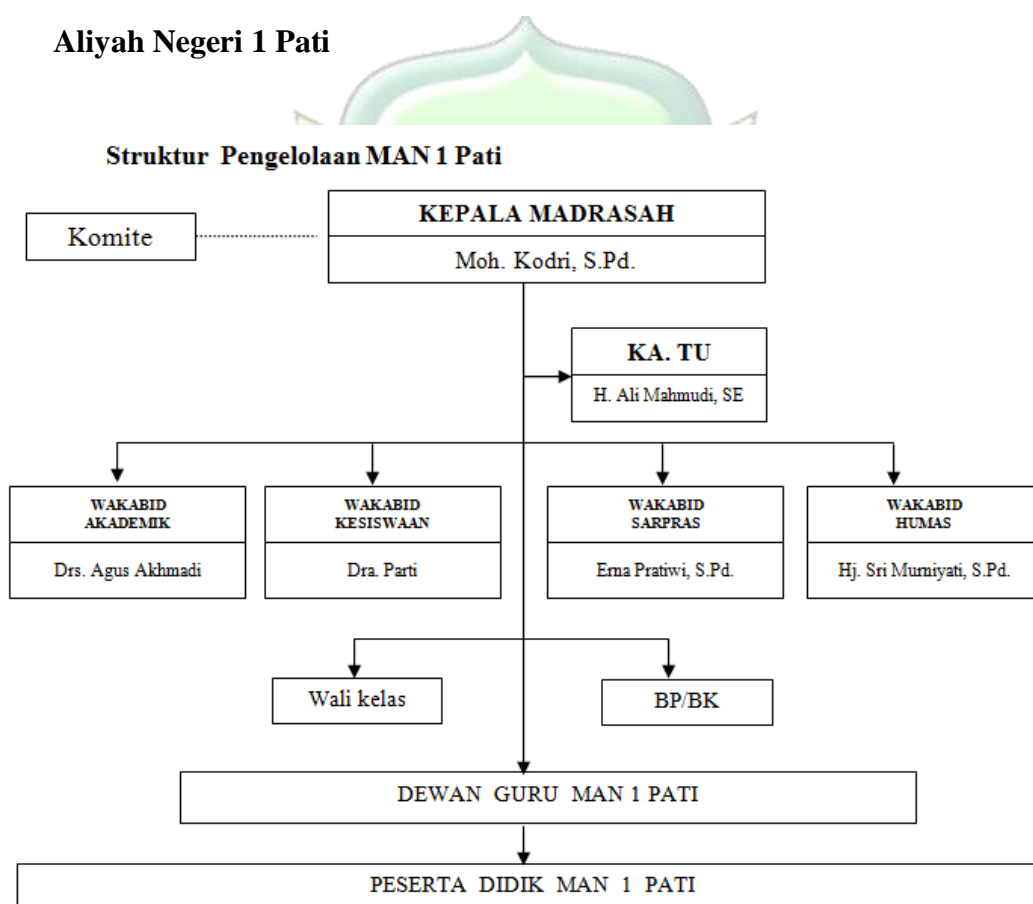 Aliyah Negeri 1 Pati
Struktur Pengelolaan MAN 1 Pati
KEPALA MADRASAH
Komite
Moh. Kodri, S.Pd.
KA. TU
H. Ali Mahmudi, SE
WAKABID
AKADEMIK
Drs. Agus Akhmadi
WAKABID
KESISWAAN
Dra. Parti
WAKABID
SARPRAS
Erna Pratiwi, S.Pd.
WAKABID
HUMAS
Hj. Sri Murniyati, S.Pd.
Wali kelas
BP/BK
DEWAN GURU MAN 1 PATI
PESERTA DIDIK MAN 1 PATI